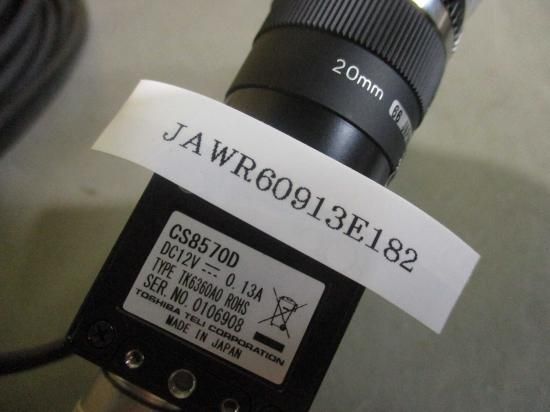 20mm
JAWR60913E182
CS8570D
DC12V ⎓ 0.13A
TYPE TK6360A0 ROHS
SER. NO. 0106908
TOSHIBA TELI CORPORATION
MADE IN JAPAN